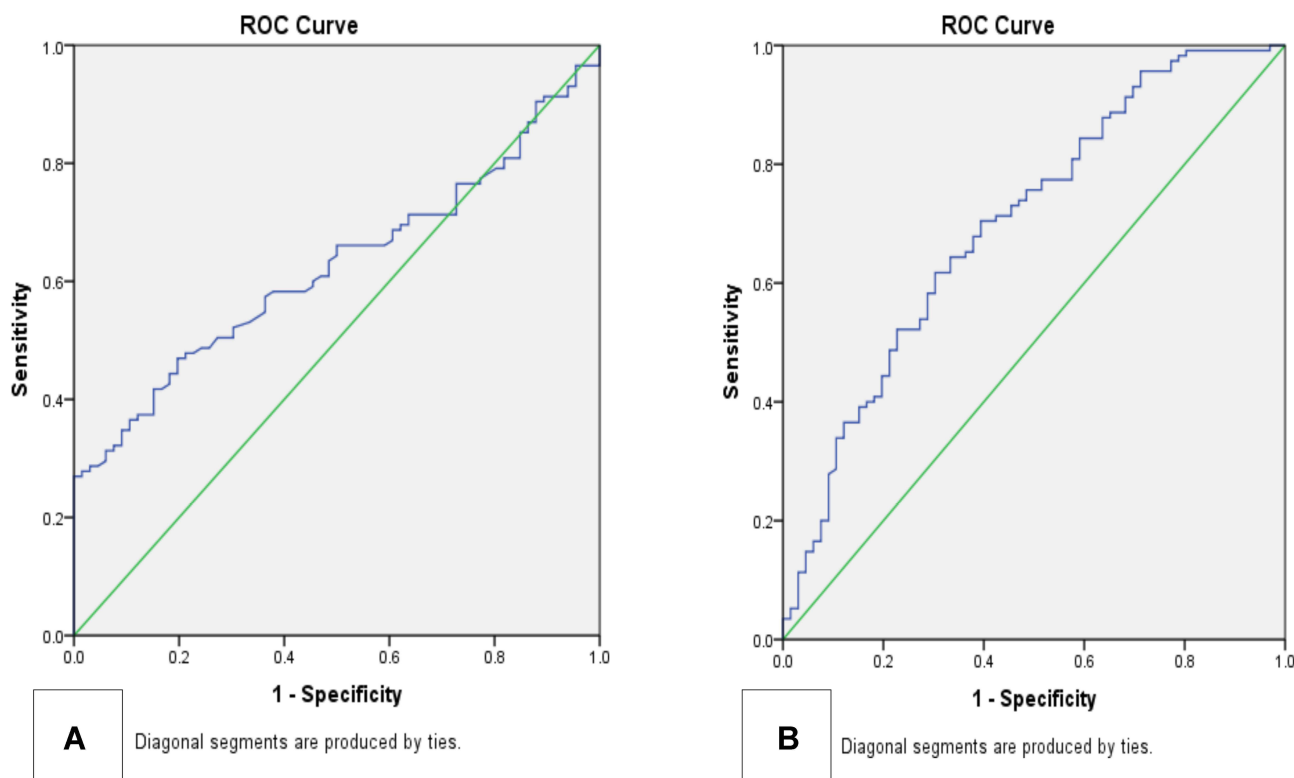 ROC Curve
1.0
0.8
0.6
0.4
0.2
0.0
Sensitivity
0.0 0.2 0.4 0.6 0.8 1.0
1 - Specificity
A
Diagonal segments are produced by ties.
ROC Curve
1.0
0.8
0.6
0.4
0.2
0.0
Sensitivity
0.0 0.2 0.4 0.6 0.8 1.0
1 - Specificity
B
Diagonal segments are produced by ties.